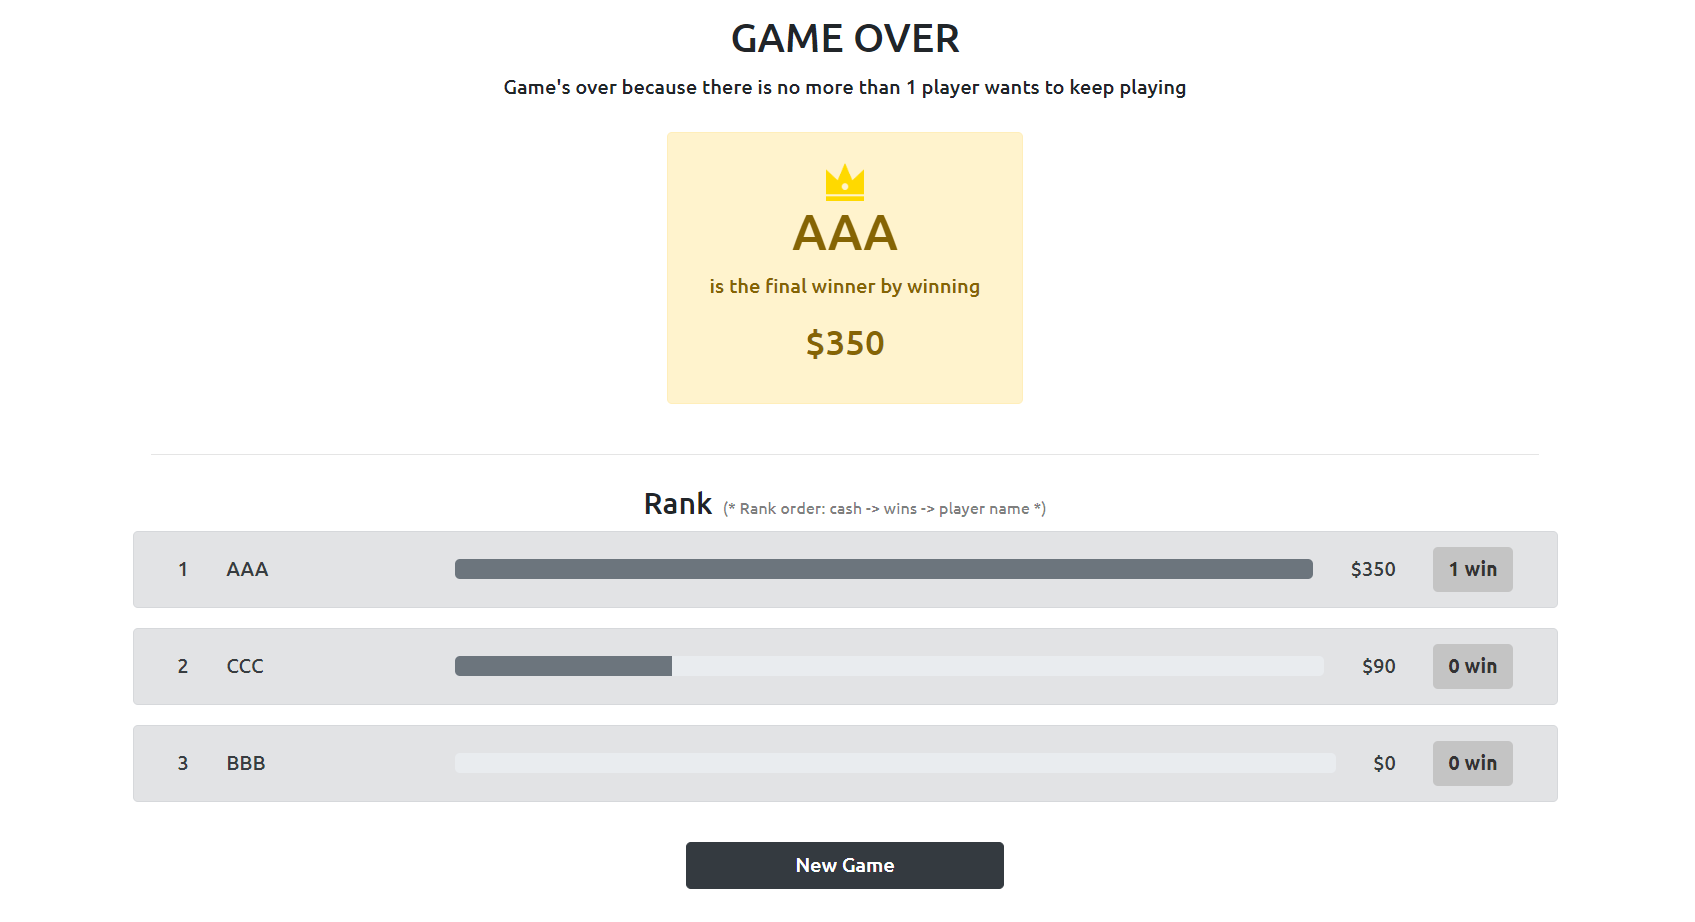 GAME OVER
Game's over because there is no more than 1 player wants to keep playing
AAA
is the final winner by winning
$350
Rank (* Rank order: cash -> wins -> player name *)
1 AAA $350 1 win
2 CCC $90 0 win
3 BBB $0 0 win
New Game